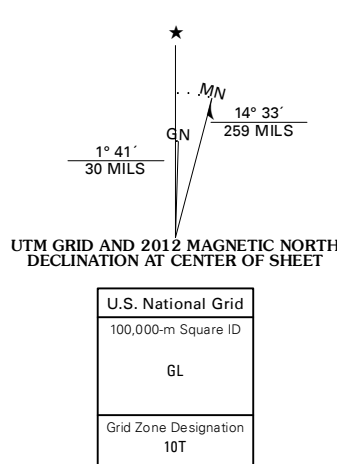 ★
MN
GN
14° 33´
259 MILS
1° 41´
30 MILS
UTM GRID AND 2012 MAGNETIC NORTH
DECLINATION AT CENTER OF SHEET
U.S. National Grid
100,000-m Square ID
GL
Grid Zone Designation
10T